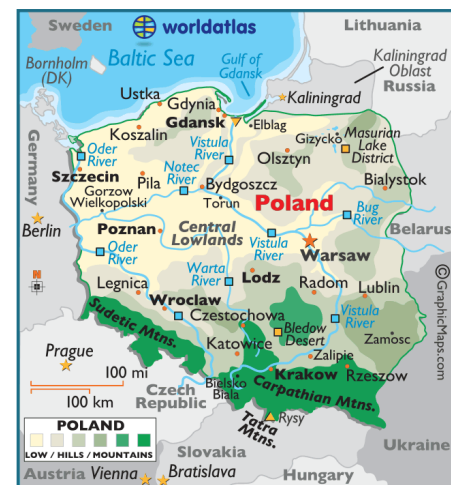 Sweden
worldatlas
Lithuania
Bornholm
(DK)
Baltic Sea
Gulf of
Gdansk
Kaliningrad
Oblast
Russia
Kaliningrad
Ustka
Gdynia
Gdansk
Elblag
Koszalin
Gizycko
Masurian
Lake
District
Germany
Oder
River
Vistula
River
Olsztyn
Szczecin
Pila
Notec
River
Bydgoszcz
Bialystok
Gorzow
Wielkopolski
Torun
Poland
Bug
River
Berlin
Poznan
Central
Lowlands
Belarus
Vistula
River
Warsaw
Oder
River
Warta
River
Lodz
N
Legnica
Radom
Lublin
Wroclaw
Czestochowa
Vistula
River
Sudetic Mtns.
Bledow
Desert
Zamosc
Katowice
Prague
Zalipie
100 mi
Krakow
Rzeszow
100 km
Czech
Republic
Bielsko
Biala
Carpathian Mtns.
Tatra
Mtns.
Rysy
POLAND
LOW / HILLS / MOUNTAINS
Slovakia
Ukraine
Austria
Vienna
Bratislava
Hungary
©GraphicMaps.com